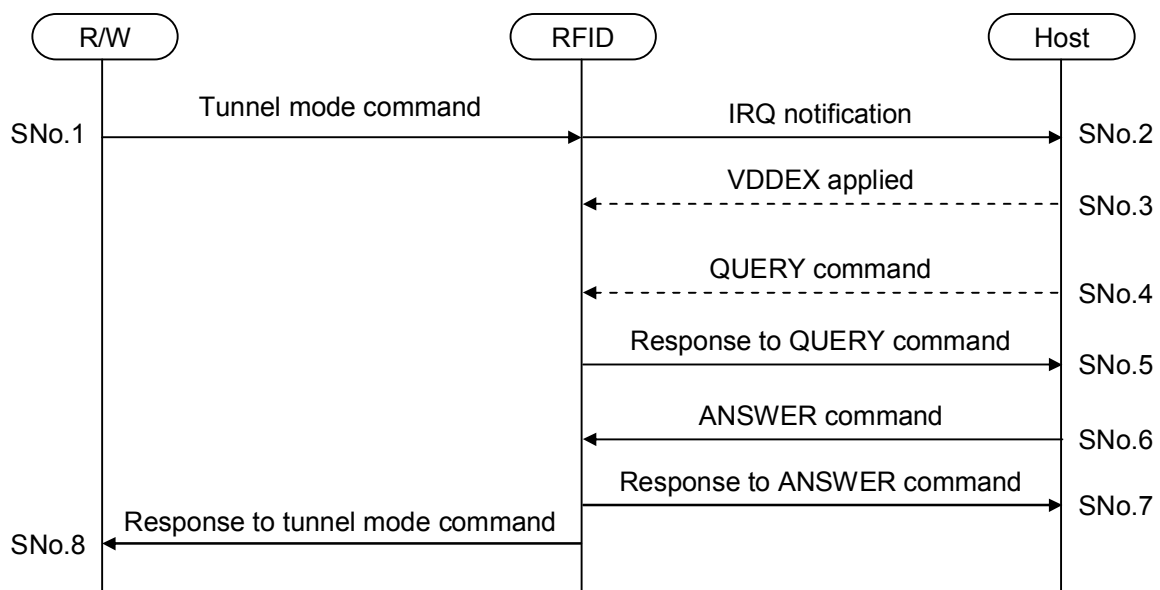 R/W
RFID
Host
Tunnel mode command
IRQ notification
SNo.1
SNo.2
VDDEX applied
SNo.3
QUERY command
SNo.4
Response to QUERY command
SNo.5
ANSWER command
SNo.6
Response to ANSWER command
SNo.7
Response to tunnel mode command
SNo.8